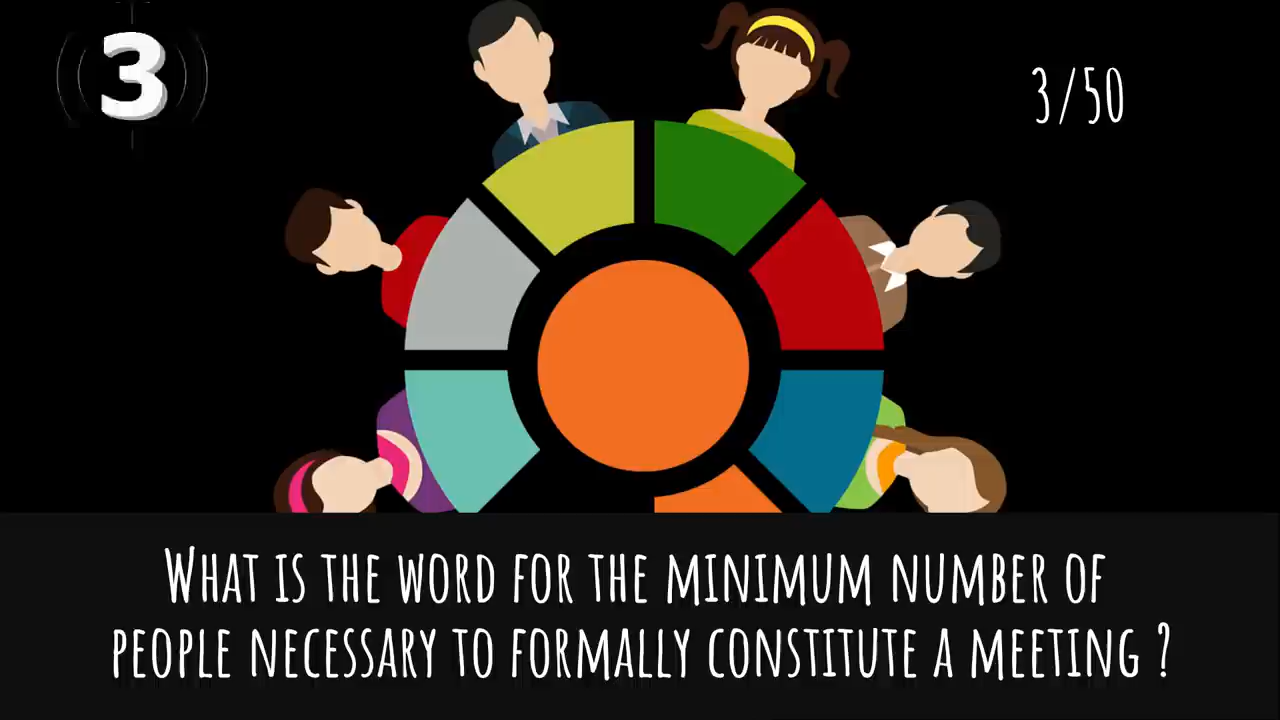 3
3/50
What is the word for the minimum number of
people necessary to formally constitute a meeting ?